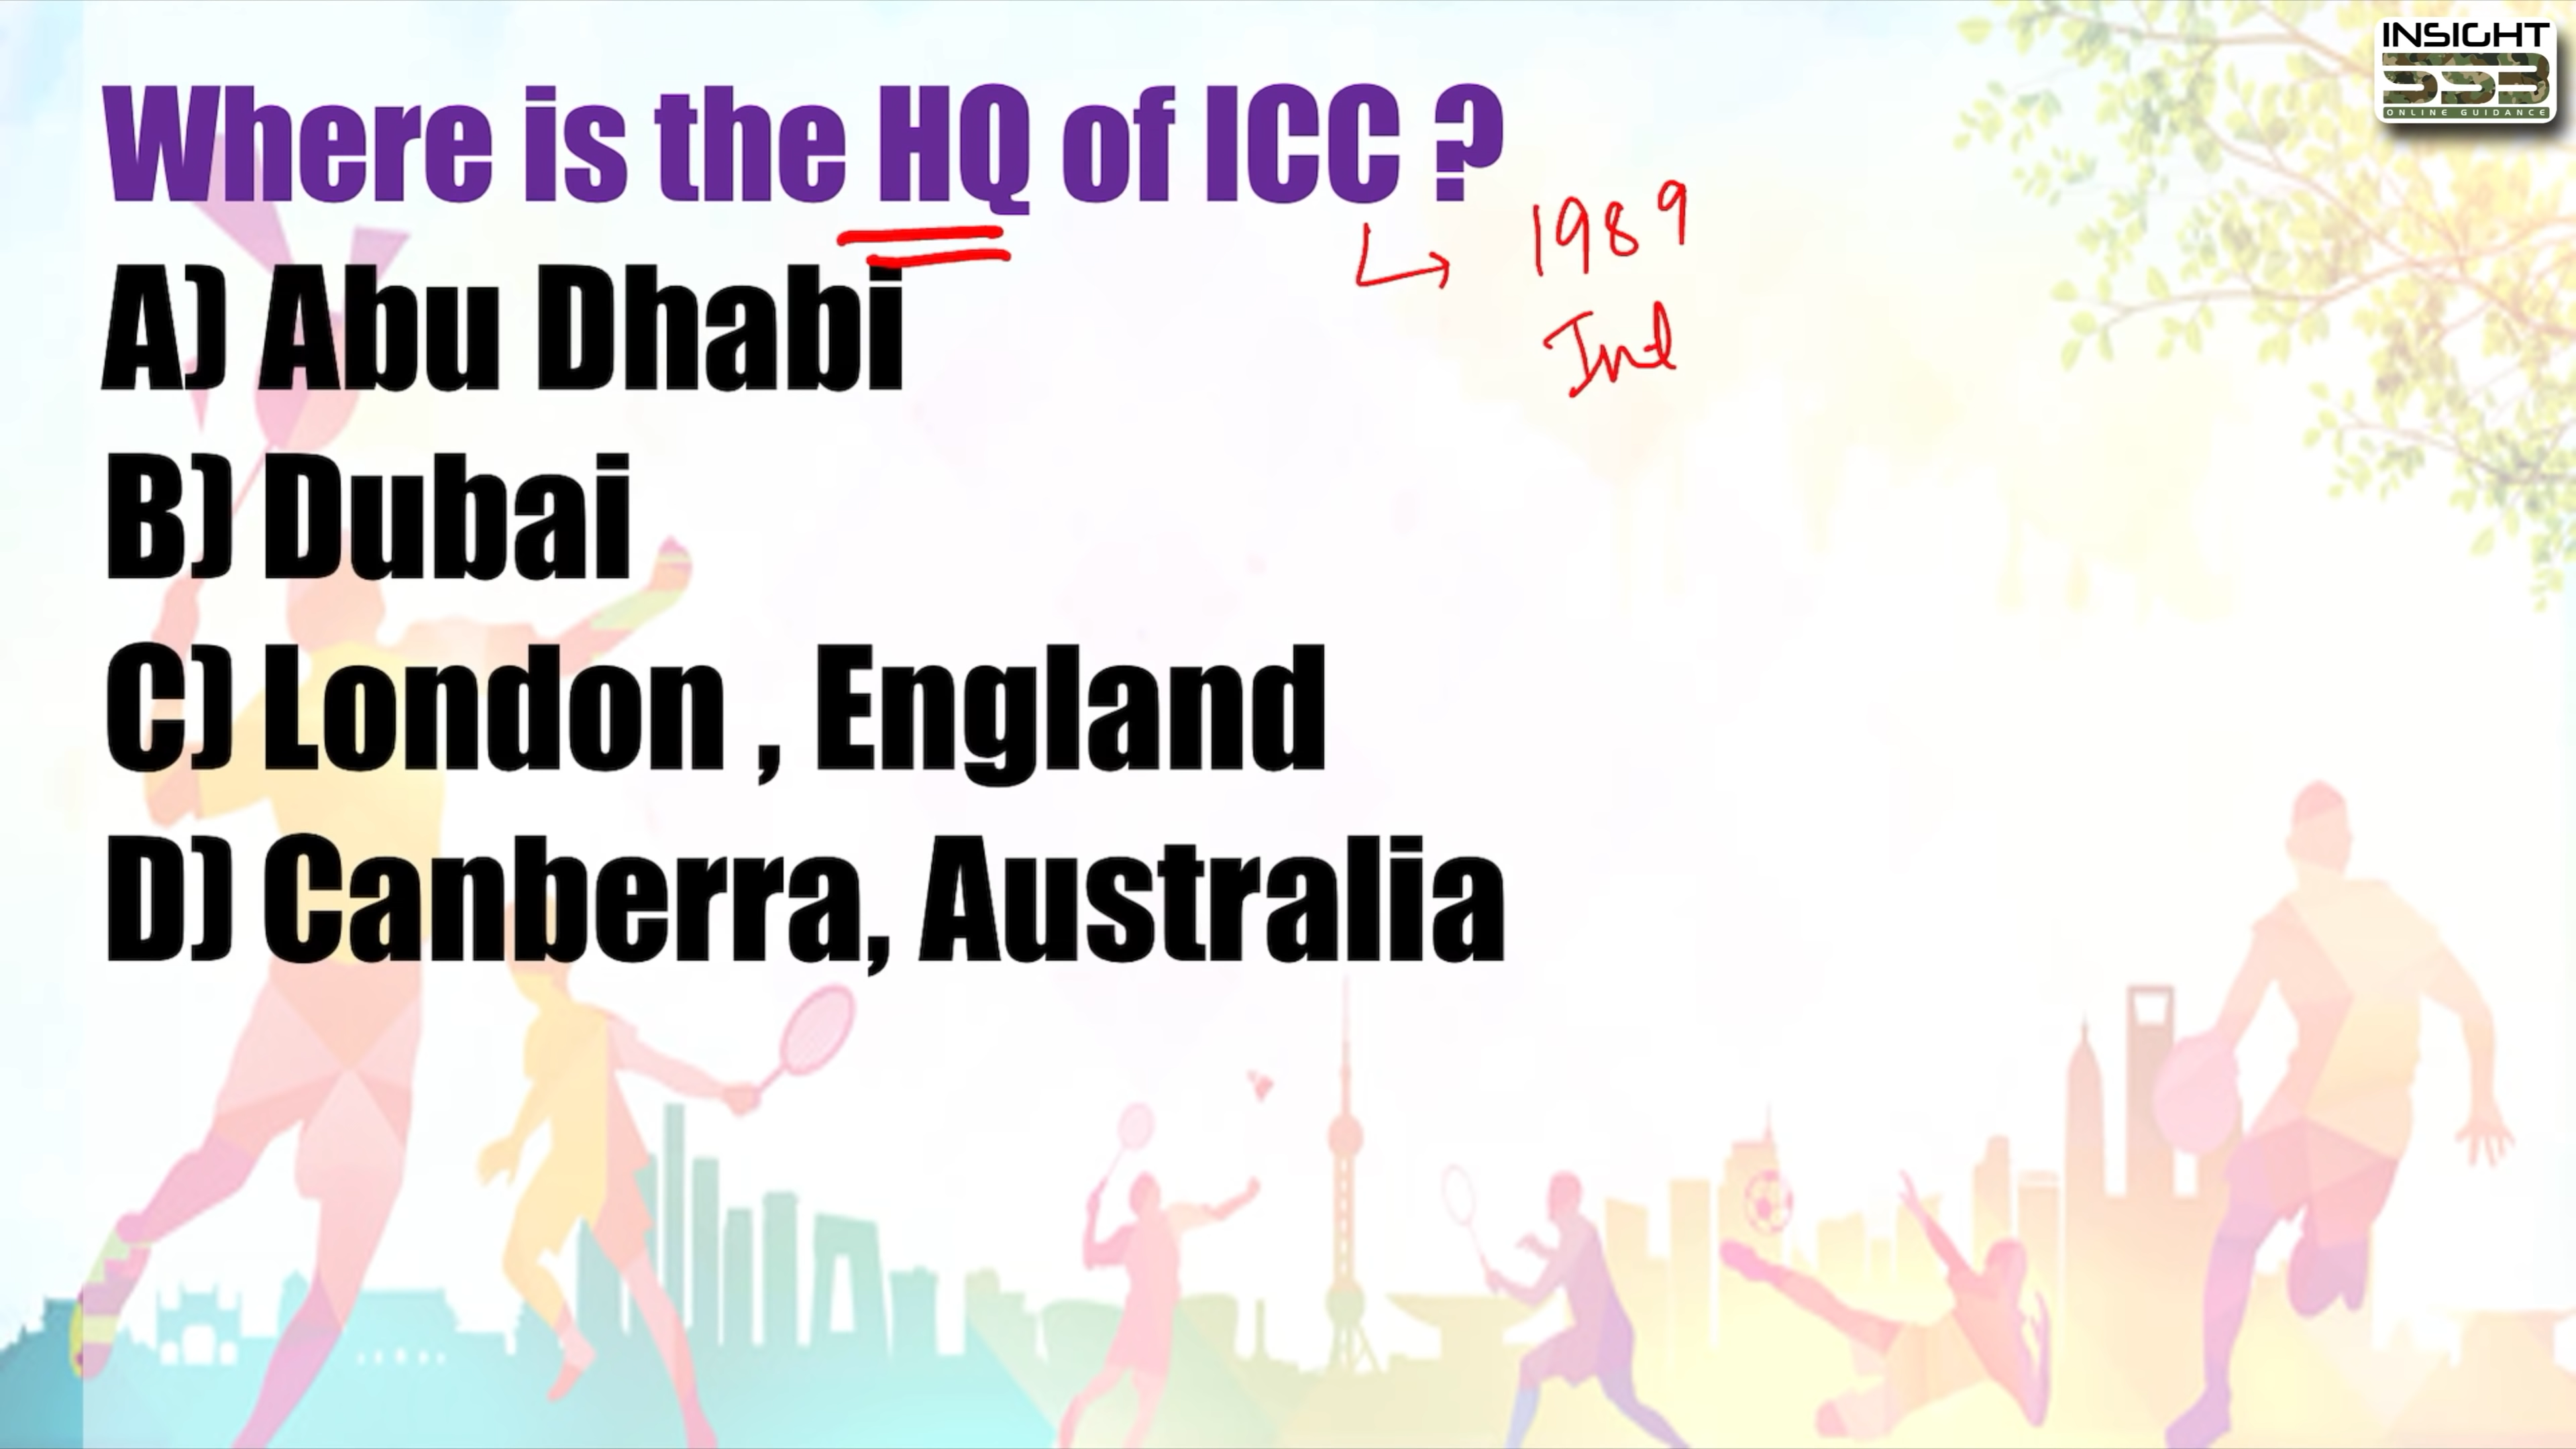 INSIGHT
SSB
ONLINE GUIDANCE
Where is the HQ of ICC ?
1989
Ind
A) Abu Dhabi
B) Dubai
C) London , England
D) Canberra, Australia